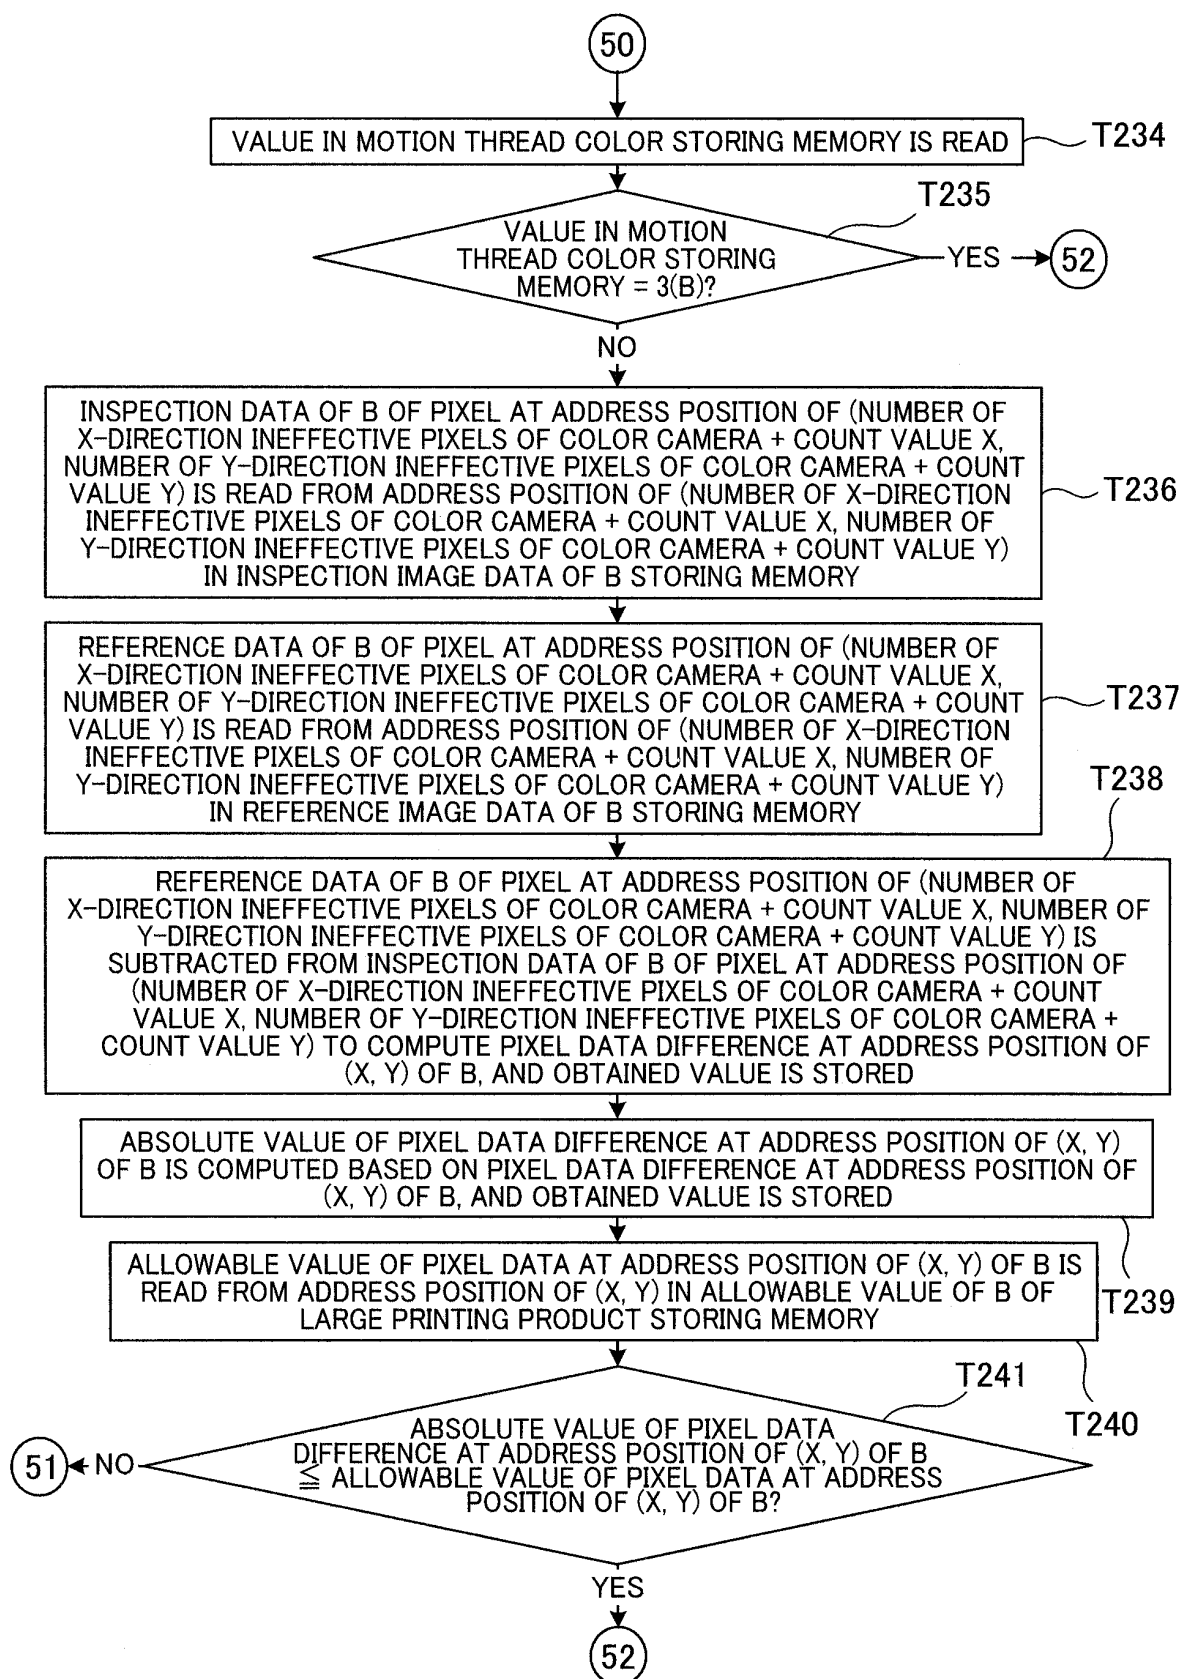 50
VALUE IN MOTION THREAD COLOR STORING MEMORY IS READ
T234
T235
VALUE IN MOTION
THREAD COLOR STORING
MEMORY = 3(B)?
YES
52
NO
INSPECTION DATA OF B OF PIXEL AT ADDRESS POSITION OF (NUMBER OF
X-DIRECTION INEFFECTIVE PIXELS OF COLOR CAMERA + COUNT VALUE X,
NUMBER OF Y-DIRECTION INEFFECTIVE PIXELS OF COLOR CAMERA + COUNT
VALUE Y) IS READ FROM ADDRESS POSITION OF (NUMBER OF X-DIRECTION
INEFFECTIVE PIXELS OF COLOR CAMERA + COUNT VALUE X, NUMBER OF
Y-DIRECTION INEFFECTIVE PIXELS OF COLOR CAMERA + COUNT VALUE Y)
IN INSPECTION IMAGE DATA OF B STORING MEMORY
T236
REFERENCE DATA OF B OF PIXEL AT ADDRESS POSITION OF (NUMBER OF
X-DIRECTION INEFFECTIVE PIXELS OF COLOR CAMERA + COUNT VALUE X,
NUMBER OF Y-DIRECTION INEFFECTIVE PIXELS OF COLOR CAMERA + COUNT
VALUE Y) IS READ FROM ADDRESS POSITION OF (NUMBER OF X-DIRECTION
INEFFECTIVE PIXELS OF COLOR CAMERA + COUNT VALUE X, NUMBER OF
Y-DIRECTION INEFFECTIVE PIXELS OF COLOR CAMERA + COUNT VALUE Y)
IN REFERENCE IMAGE DATA OF B STORING MEMORY
T237
T238
REFERENCE DATA OF B OF PIXEL AT ADDRESS POSITION OF (NUMBER OF
X-DIRECTION INEFFECTIVE PIXELS OF COLOR CAMERA + COUNT VALUE X, NUMBER OF
Y-DIRECTION INEFFECTIVE PIXELS OF COLOR CAMERA + COUNT VALUE Y) IS
SUBTRACTED FROM INSPECTION DATA OF B OF PIXEL AT ADDRESS POSITION OF
(NUMBER OF X-DIRECTION INEFFECTIVE PIXELS OF COLOR CAMERA + COUNT
VALUE X, NUMBER OF Y-DIRECTION INEFFECTIVE PIXELS OF COLOR CAMERA +
COUNT VALUE Y) TO COMPUTE PIXEL DATA DIFFERENCE AT ADDRESS POSITION OF
(X, Y) OF B, AND OBTAINED VALUE IS STORED
ABSOLUTE VALUE OF PIXEL DATA DIFFERENCE AT ADDRESS POSITION OF (X, Y)
OF B IS COMPUTED BASED ON PIXEL DATA DIFFERENCE AT ADDRESS POSITION OF
(X, Y) OF B, AND OBTAINED VALUE IS STORED
T239
ALLOWABLE VALUE OF PIXEL DATA AT ADDRESS POSITION OF (X, Y) OF B IS
READ FROM ADDRESS POSITION OF (X, Y) IN ALLOWABLE VALUE OF B OF
LARGE PRINTING PRODUCT STORING MEMORY
T240
T241
ABSOLUTE VALUE OF PIXEL DATA
DIFFERENCE AT ADDRESS POSITION OF (X, Y) OF B
≦ ALLOWABLE VALUE OF PIXEL DATA AT ADDRESS
POSITION OF (X, Y) OF B?
NO
51
YES
52